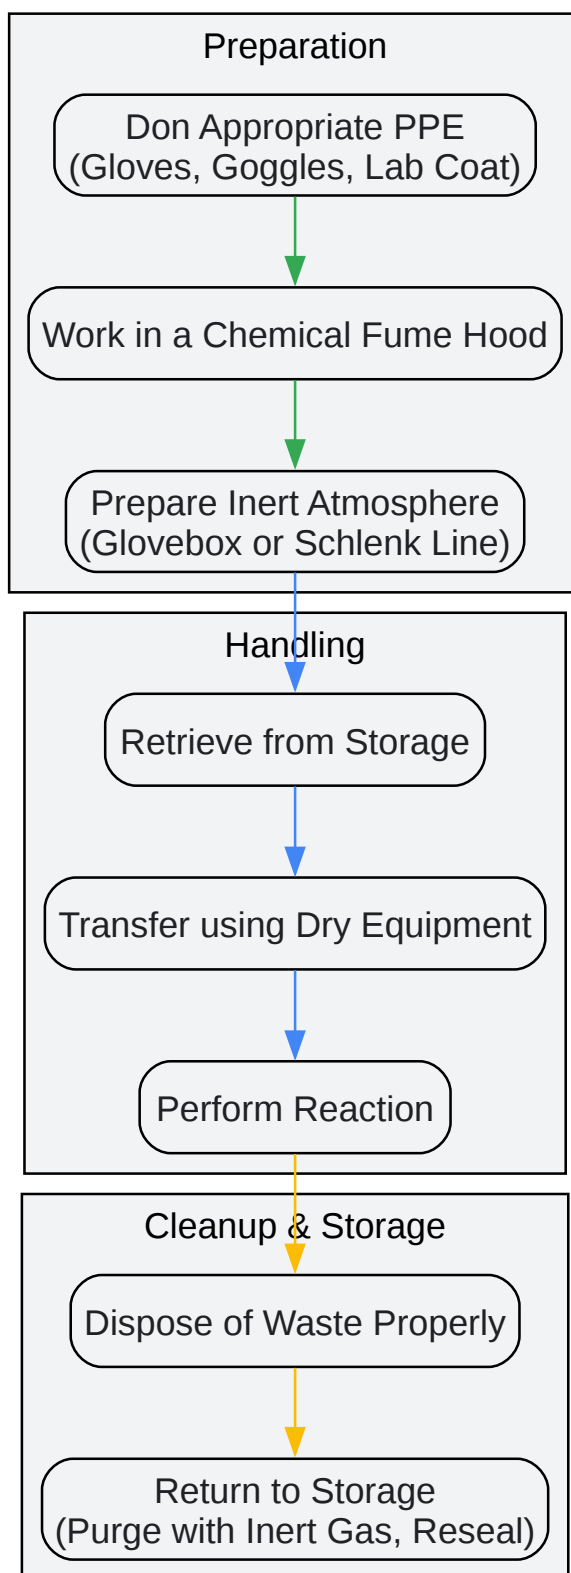 Preparation
Don Appropriate PPE
(Gloves, Goggles, Lab Coat)
Work in a Chemical Fume Hood
Prepare Inert Atmosphere
(Glovebox or Schlenk Line)
Handling
Retrieve from Storage
Transfer using Dry Equipment
Perform Reaction
Cleanup & Storage
Dispose of Waste Properly
Return to Storage
(Purge with Inert Gas, Reseal)